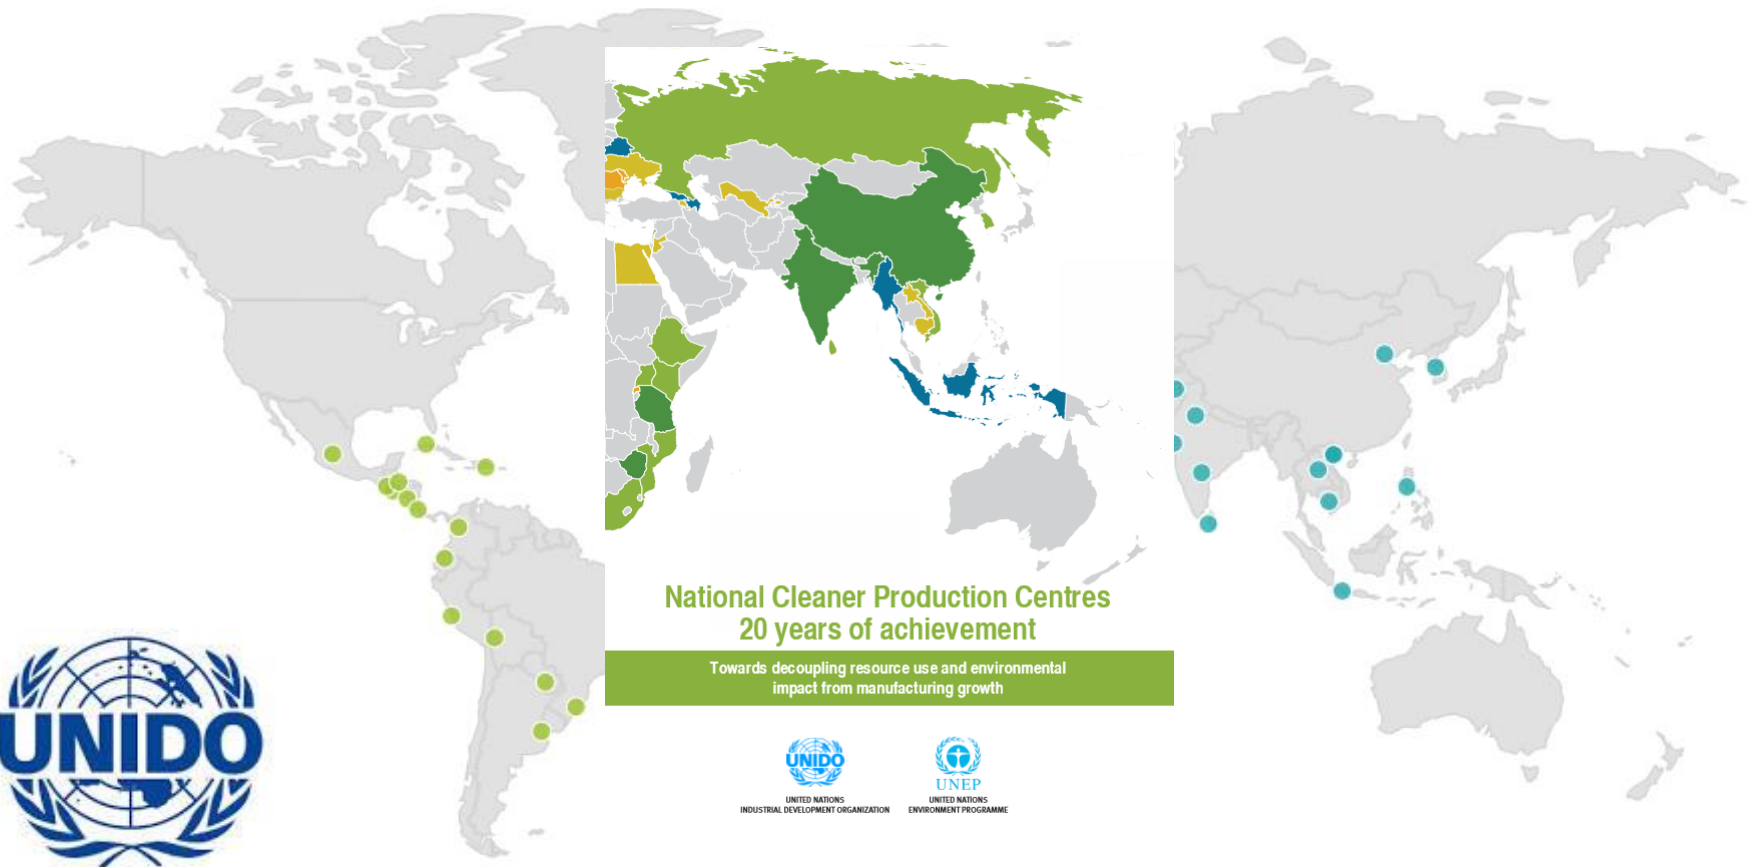 National Cleaner Production Centres
20 years of achievement
Towards decoupling resource use and environmental
impact from manufacturing growth
UNIDO
UNIDO
UNEP
UNITED NATIONS
INDUSTRIAL DEVELOPMENT ORGANIZATION
UNITED NATIONS
ENVIRONMENT PROGRAMME